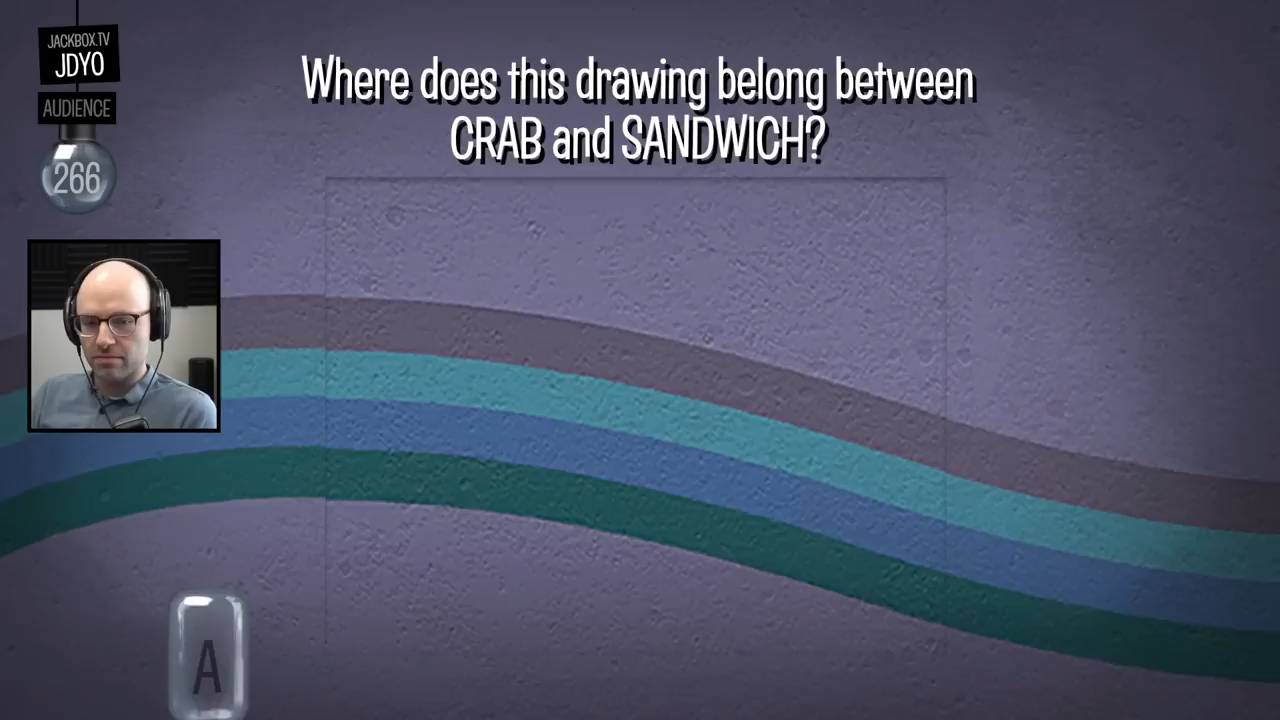 JACKBOX.TV
JDYO
AUDIENCE
266
Where does this drawing belong between
CRAB and SANDWICH?
A